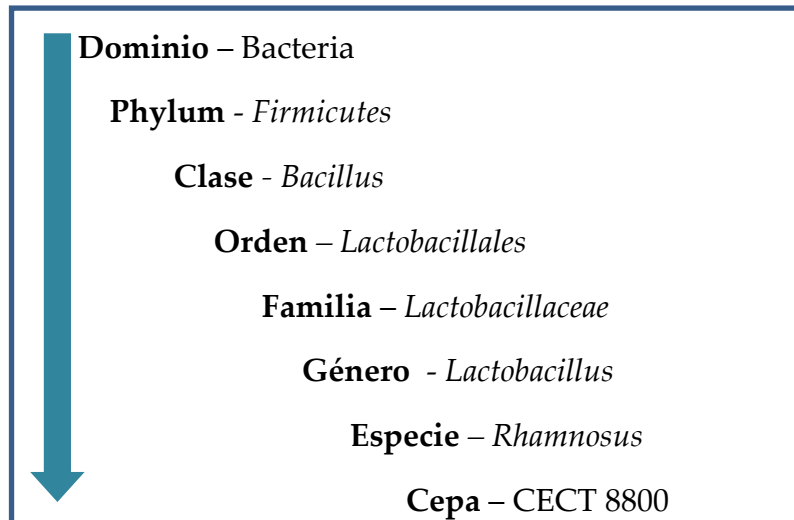 Dominio – Bacteria
Phylum - Firmicutes
Clase - Bacillus
Orden – Lactobacillales
Familia – Lactobacillaceae
Género - Lactobacillus
Especie – Rhamnosus
Cepa – CECT 8800